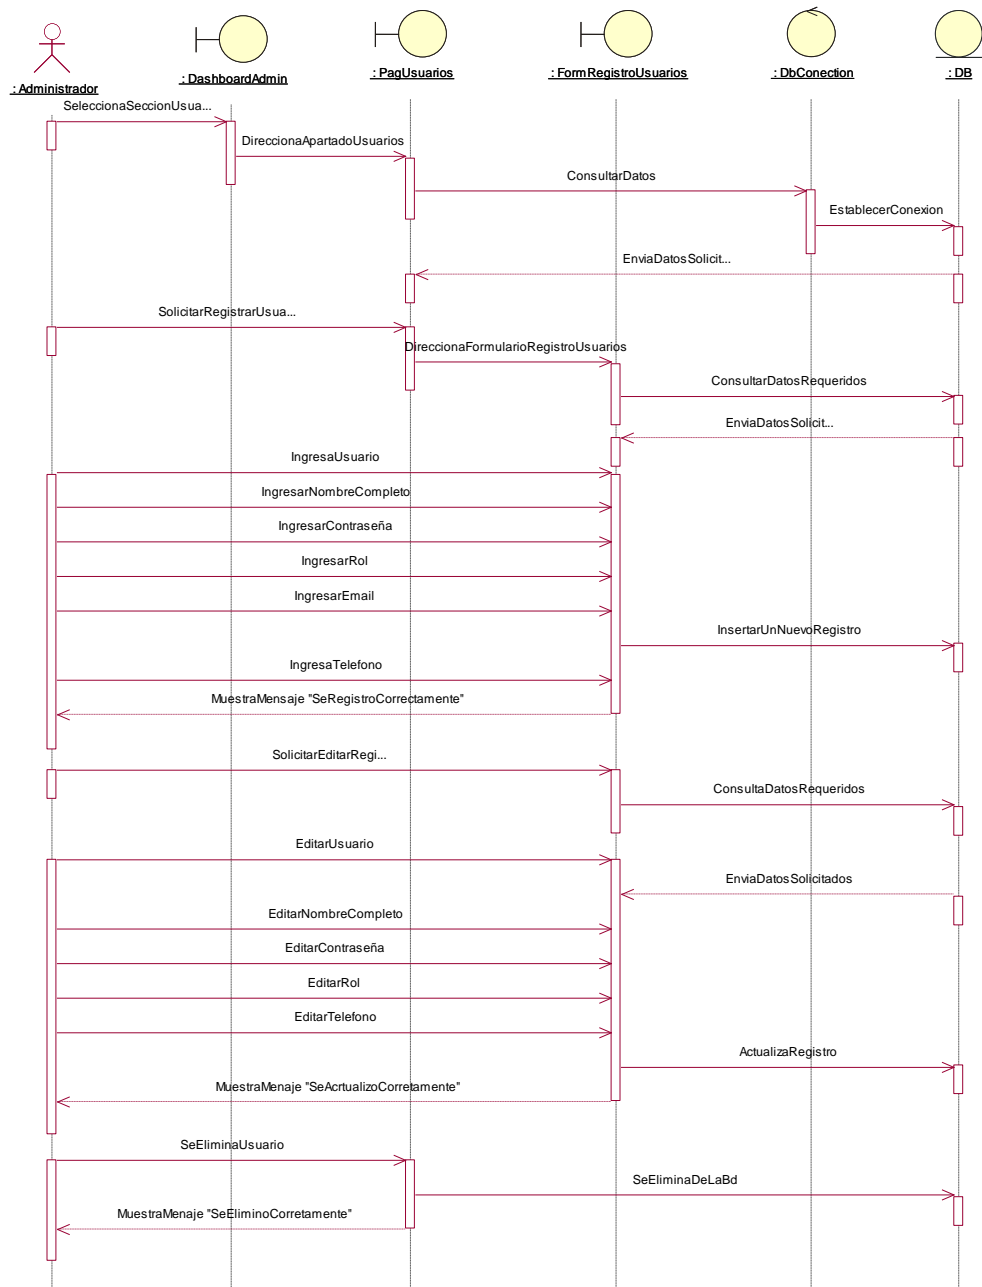 : Administrador
: DashboardAdmin
: PagUsuarios
: FormRegistroUsuarios
: DbConection
: DB
SeleccionaSeccionUsua...
DireccionaApartadoUsuarios
ConsultarDatos
EstablecerConexion
EnviaDatosSolicit...
SolicitarRegistrarUsua...
DireccionaFormularioRegistroUsuarios
ConsultarDatosRequeridos
EnviaDatosSolicit...
IngresaUsuario
IngresarNombreCompleto
IngresarContraseña
IngresarRol
IngresarEmail
InsertarUnNuevoRegistro
IngresaTelefono
MuestraMensaje "SeRegistroCorrectamente"
SolicitarEditarRegi...
ConsultaDatosRequeridos
EditarUsuario
EnviaDatosSolicitados
EditarNombreCompleto
EditarContraseña
EditarRol
EditarTelefono
ActualizaRegistro
MuestraMenaje "SeAcrtualizoCorretamente"
SeEliminaUsuario
SeEliminaDeLaBd
MuestraMenaje "SeEliminoCorretamente"